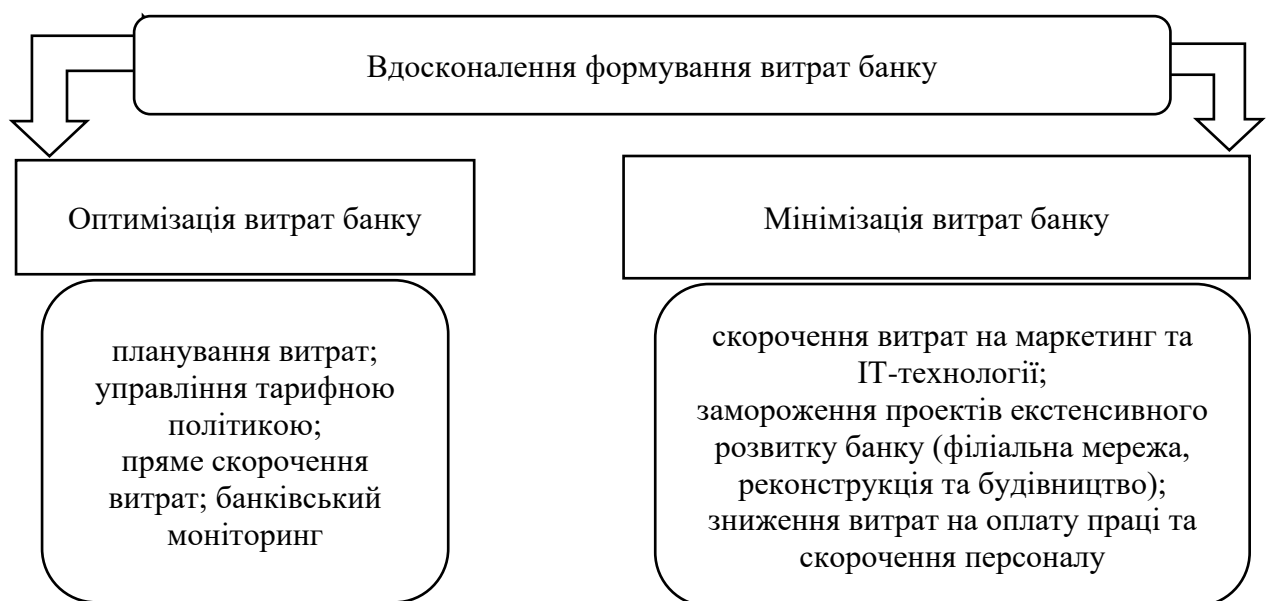 Вдосконалення формування витрат банку
Оптимізація витрат банку
Мінімізація витрат банку
планування витрат;
управління тарифною
політикою;
пряме скорочення
витрат; банківський
моніторинг
скорочення витрат на маркетинг та
ІТ-технології;
замороження проектів екстенсивного
розвитку банку (філіальна мережа,
реконструкція та будівництво);
зниження витрат на оплату праці та
скорочення персоналу